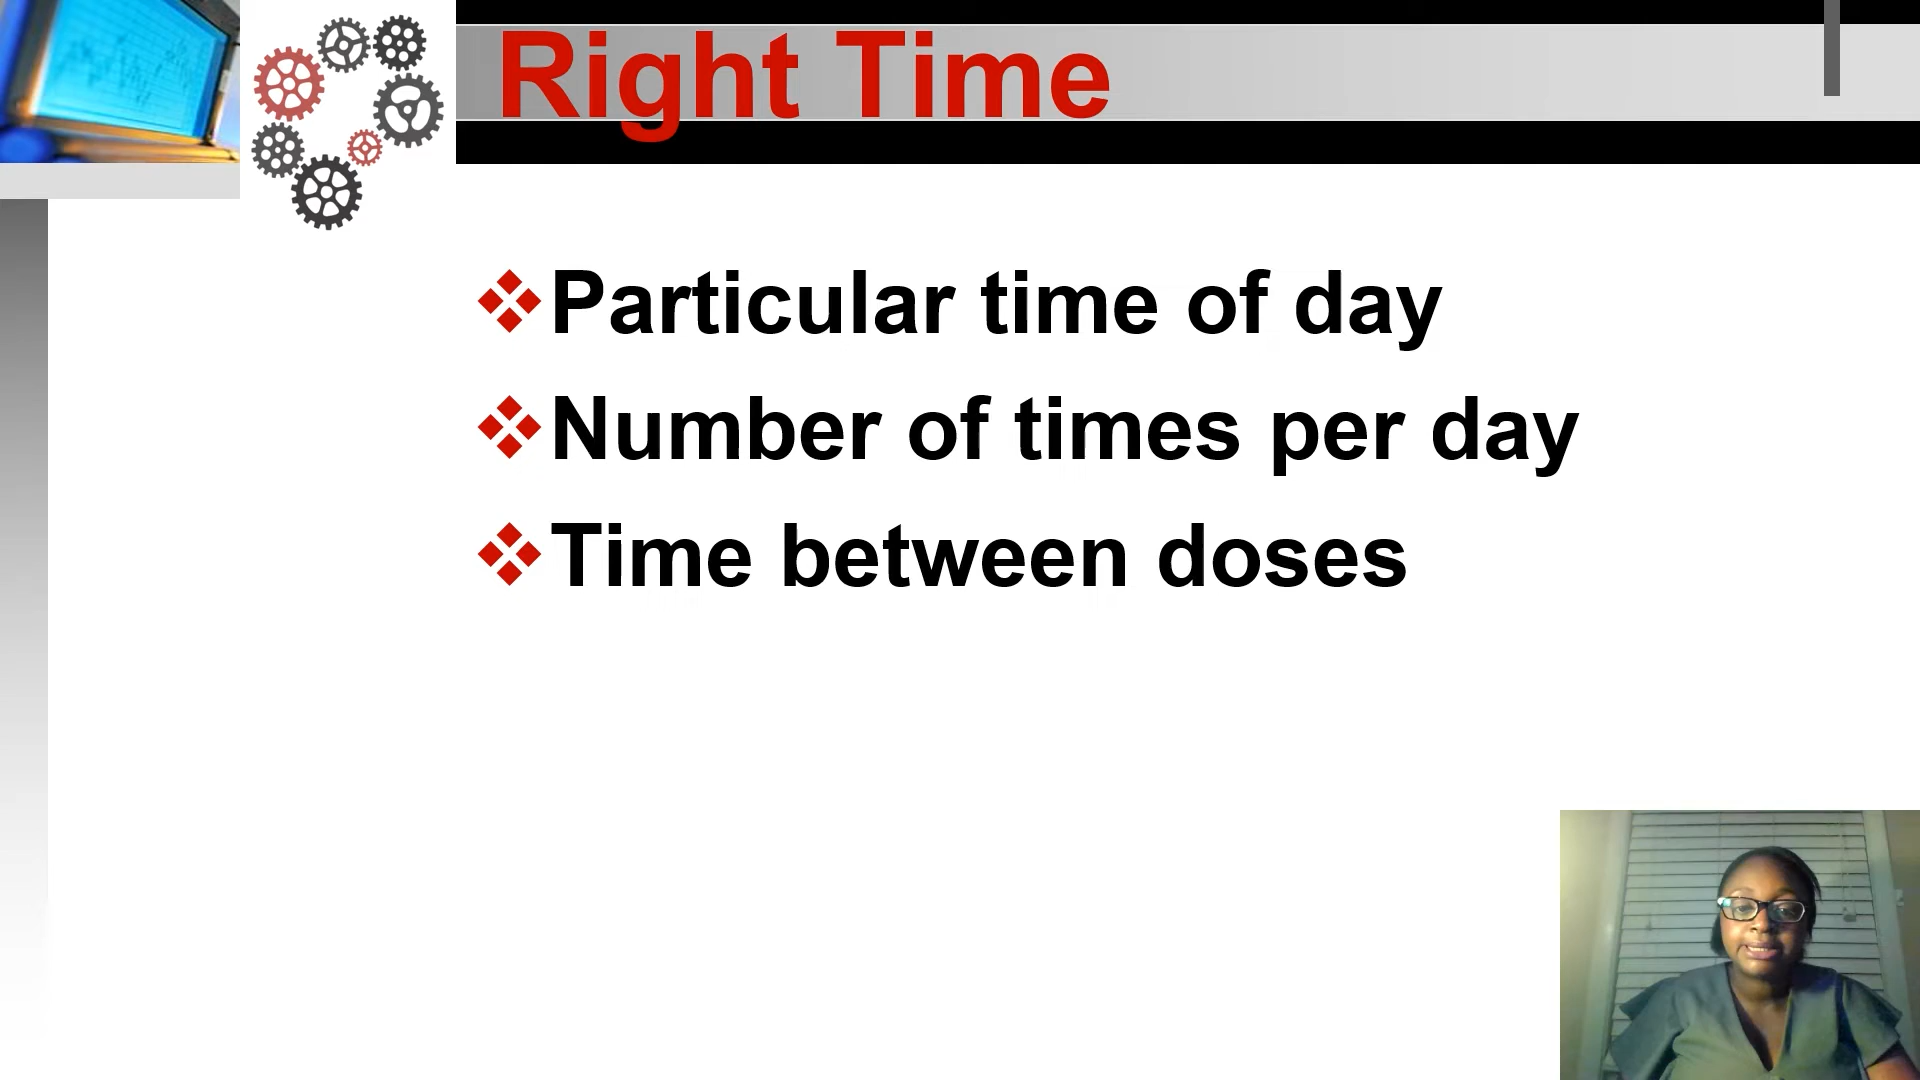 Right Time
Particular time of day
Number of times per day
Time between doses